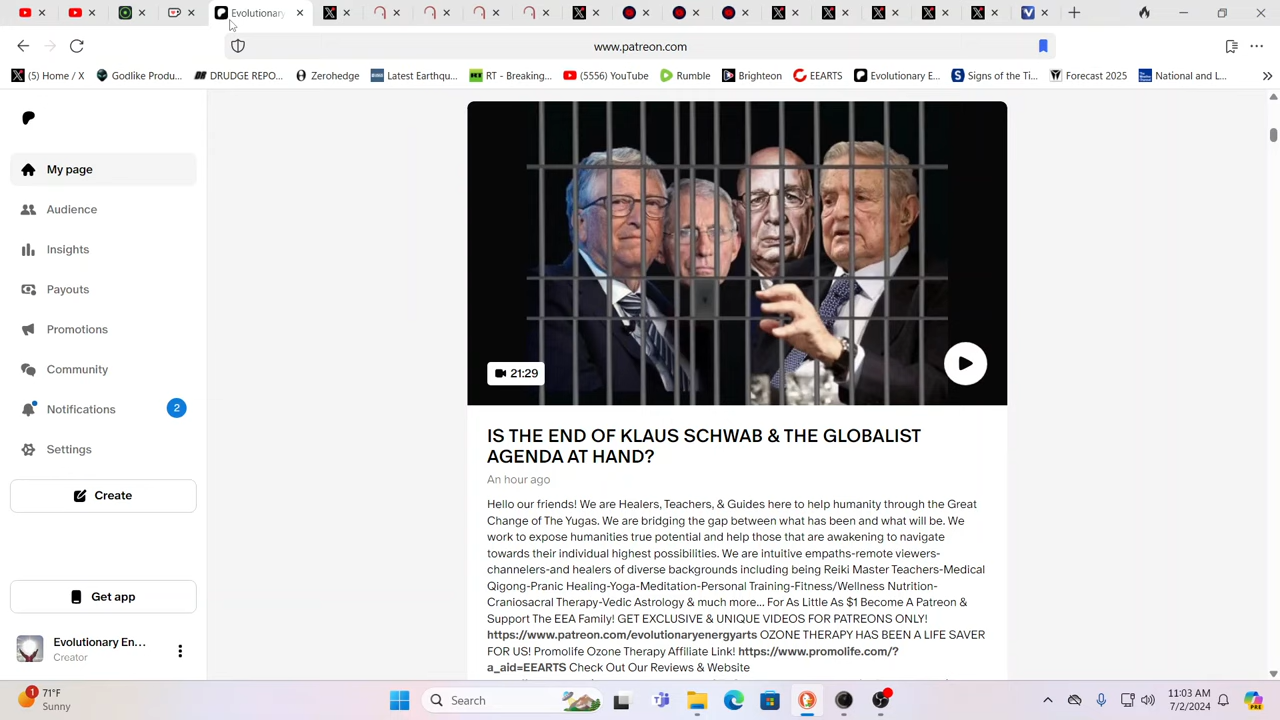 Evolutionary
www.patreon.com
(5) Home / X
Godlike Produ...
DRUDGE REPO...
Zerohedge
Latest Earthqu...
RT - Breaking...
(5556) YouTube
Rumble
Brighteon
EEARTS
Evolutionary E...
Signs of the Ti...
Forecast 2025
National and L...
My page
Audience
Insights
Payouts
Promotions
Community
Notifications
2
Settings
Create
Get app
Evolutionary En...
Creator
21:29
IS THE END OF KLAUS SCHWAB & THE GLOBALIST
AGENDA AT HAND?
An hour ago
Hello our friends! We are Healers, Teachers, & Guides here to help humanity through the Great
Change of The Yugas. We are bridging the gap between what has been and what will be. We
work to expose humanities true potential and help those that are awakening to navigate
towards their individual highest possibilities. We are intuitive empaths-remote viewers-
channelers-and healers of diverse backgrounds including being Reiki Master Teachers-Medical
Qigong-Pranic Healing-Yoga-Meditation-Personal Training-Fitness/Wellness Nutrition-
Craniosacral Therapy-Vedic Astrology & much more... For As Little As $1 Become A Patreon &
Support The EEA Family! GET EXCLUSIVE & UNIQUE VIDEOS FOR PATREONS ONLY!
https://www.patreon.com/evolutionaryenergyarts OZONE THERAPY HAS BEEN A LIFE SAVER
FOR US! Promolife Ozone Therapy Affiliate Link! https://www.promolife.com/?
a_aid=EEARTS Check Out Our Reviews & Website
1
71°F
Sunny
Search
11:03 AM
7/2/2024